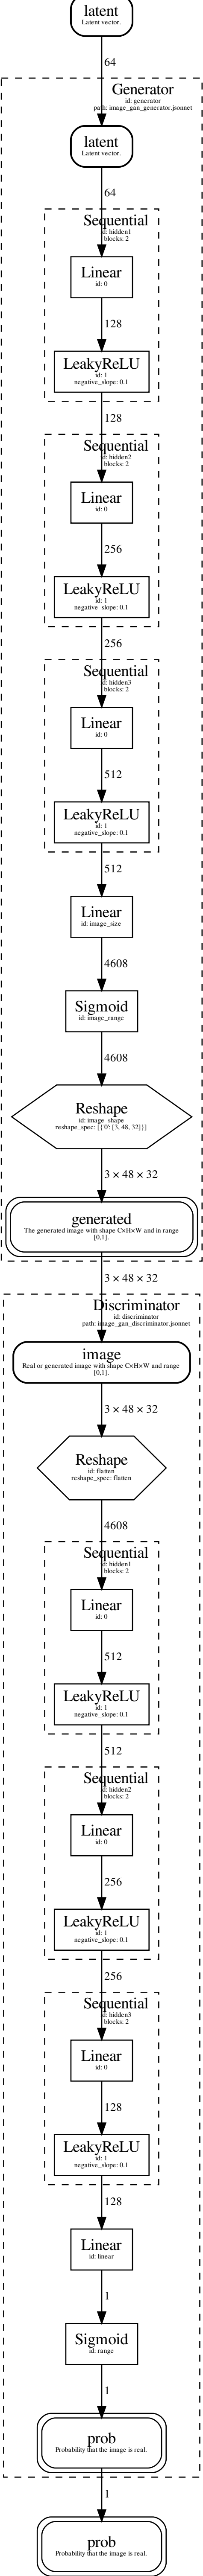 latent
Latent vector.
64
Generator
id: generator
path: image_gan_generator.jsonnet
latent
Latent vector.
64
Sequential
id: hidden1
blocks: 2
Linear
id: 0
128
LeakyReLU
id: 1
negative_slope: 0.1
128
Sequential
id: hidden2
blocks: 2
Linear
id: 0
256
LeakyReLU
id: 1
negative_slope: 0.1
256
Sequential
id: hidden3
blocks: 2
Linear
id: 0
512
LeakyReLU
id: 1
negative_slope: 0.1
512
Linear
id: image_size
4608
Sigmoid
id: image_range
4608
Reshape
id: image_shape
reshape_spec: [{'0': [3, 48, 32]}]
3 × 48 × 32
generated
The generated image with shape C×H×W and in range
[0,1].
3 × 48 × 32
Discriminator
id: discriminator
path: image_gan_discriminator.jsonnet
image
Real or generated image with shape C×H×W and range
[0,1].
3 × 48 × 32
Reshape
id: flatten
reshape_spec: flatten
4608
Sequential
id: hidden1
blocks: 2
Linear
id: 0
512
LeakyReLU
id: 1
negative_slope: 0.1
512
Sequential
id: hidden2
blocks: 2
Linear
id: 0
256
LeakyReLU
id: 1
negative_slope: 0.1
256
Sequential
id: hidden3
blocks: 2
Linear
id: 0
128
LeakyReLU
id: 1
negative_slope: 0.1
128
Linear
id: linear
1
Sigmoid
id: range
1
prob
Probability that the image is real.
1
prob
Probability that the image is real.